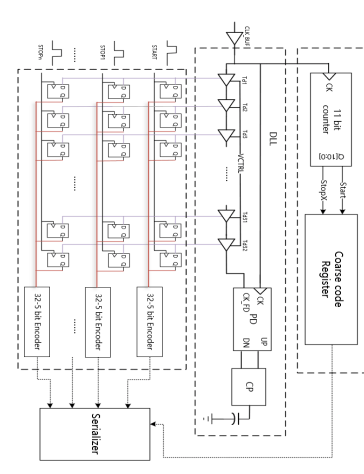 STOPn
STOP1
START
CLK_BUF
DLL
Td1
Td2
Td3
VCTRL
Td31
Td32
CK
11 bit
counter
Q[10:0]
Start
StopX
Coarse code
Register
D
Q
D
Q
D
Q
D
Q
D
Q
D
Q
D
Q
D
Q
D
Q
D
Q
D
Q
D
Q
D
Q
D
Q
D
Q
CK
PD
CK_FD
UP
DN
CP
32-5 bit Encoder
32-5 bit Encoder
32-5 bit Encoder
Serializer